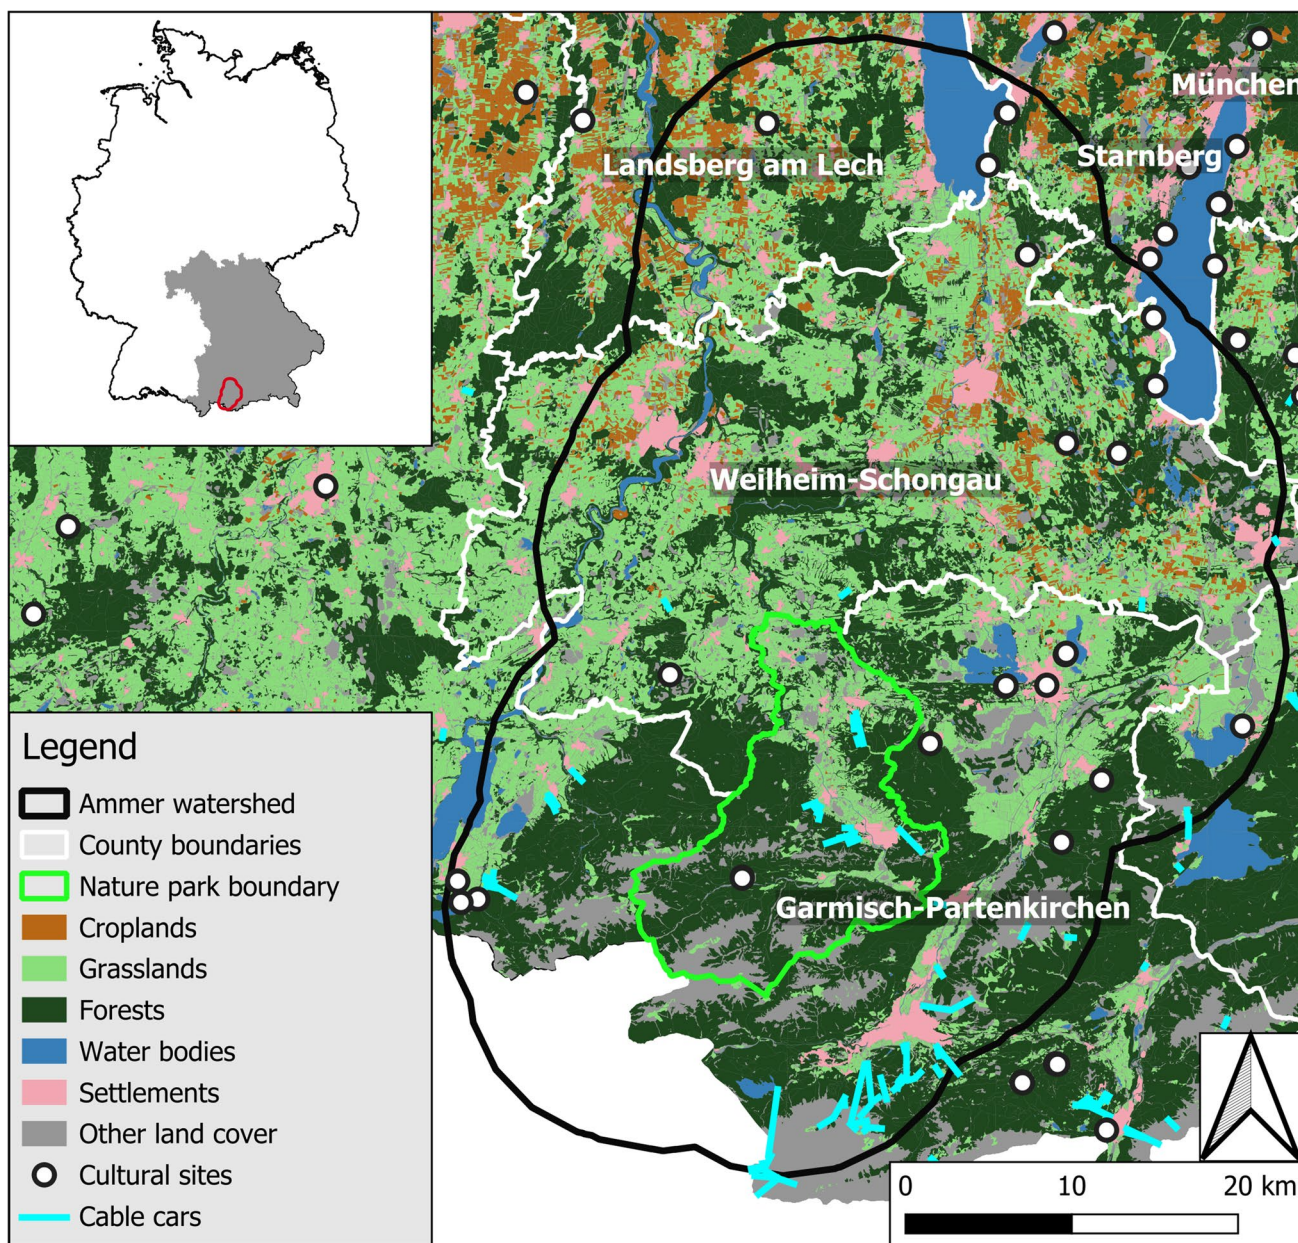 München
Starnberg
Landsberg am Lech
Weilheim-Schongau
Garmisch-Partenkirchen
Legend
Ammer watershed
County boundaries
Nature park boundary
Croplands
Grasslands
Forests
Water bodies
Settlements
Other land cover
Cultural sites
Cable cars
0 10 20 km